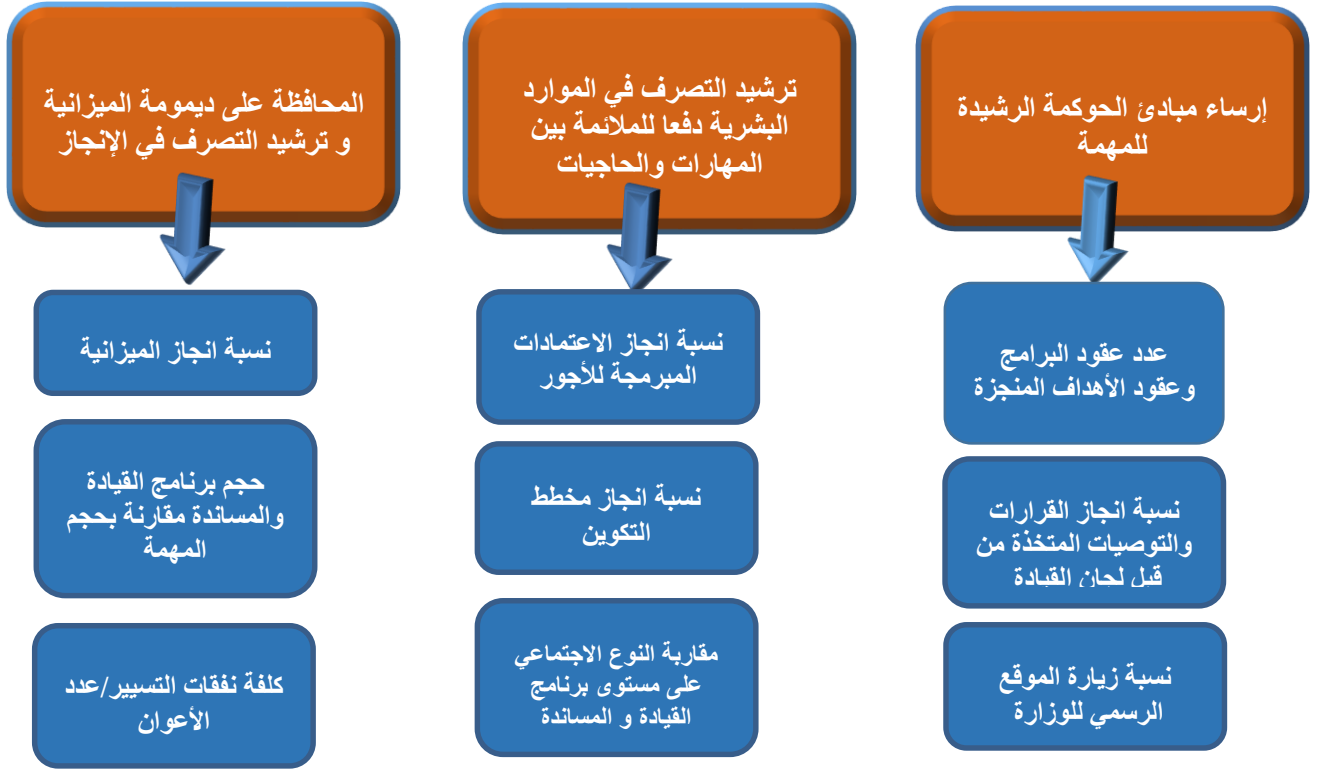 إرساء مبادئ الحوكمة الرشيدة
للمهمة
عدد عقود البرامج
وعقود الأهداف المنجزة
نسبة انجاز القرارات
والتوصيات المتخذة من
قبل لجان القيادة
نسبة زيارة الموقع
الرسمي للوزارة
ترشيد التصرف في الموارد
البشرية دفعا للملائمة بين
المهارات والحاجيات
نسبة انجاز الاعتمادات
المبرمجة للأجور
نسبة انجاز مخطط
التكوين
مقاربة النوع الاجتماعي
على مستوى برنامج
القيادة و المساندة
المحافظة على ديمومة الميزانية
و ترشيد التصرف في الإنجاز
نسبة انجاز الميزانية
حجم برنامج القيادة
والمساندة مقارنة بحجم
المهمة
كلفة نفقات التسيير/عدد
الأعوان